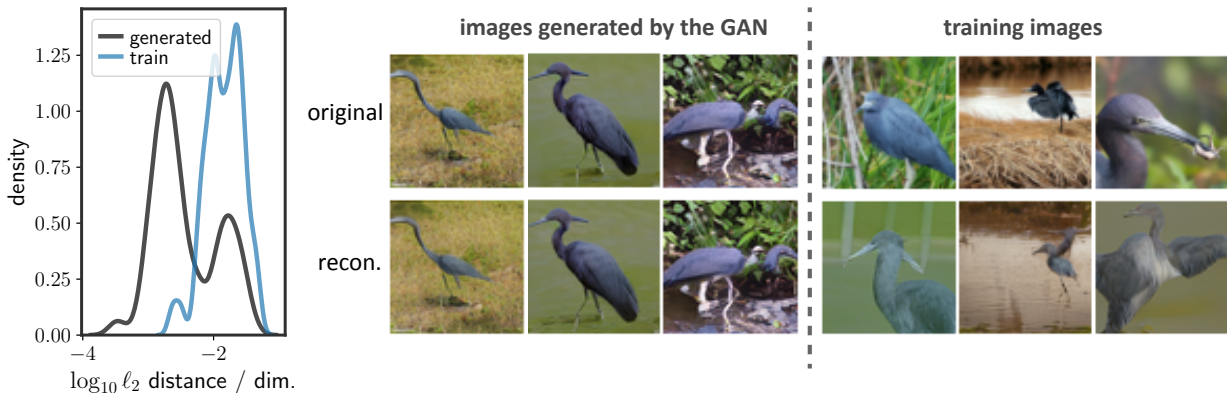 generated
train
density
1.25
1.00
0.75
0.50
0.25
0.00
−4
−2
log₁₀ ℓ₂ distance / dim.
images generated by the GAN
training images
original
recon.